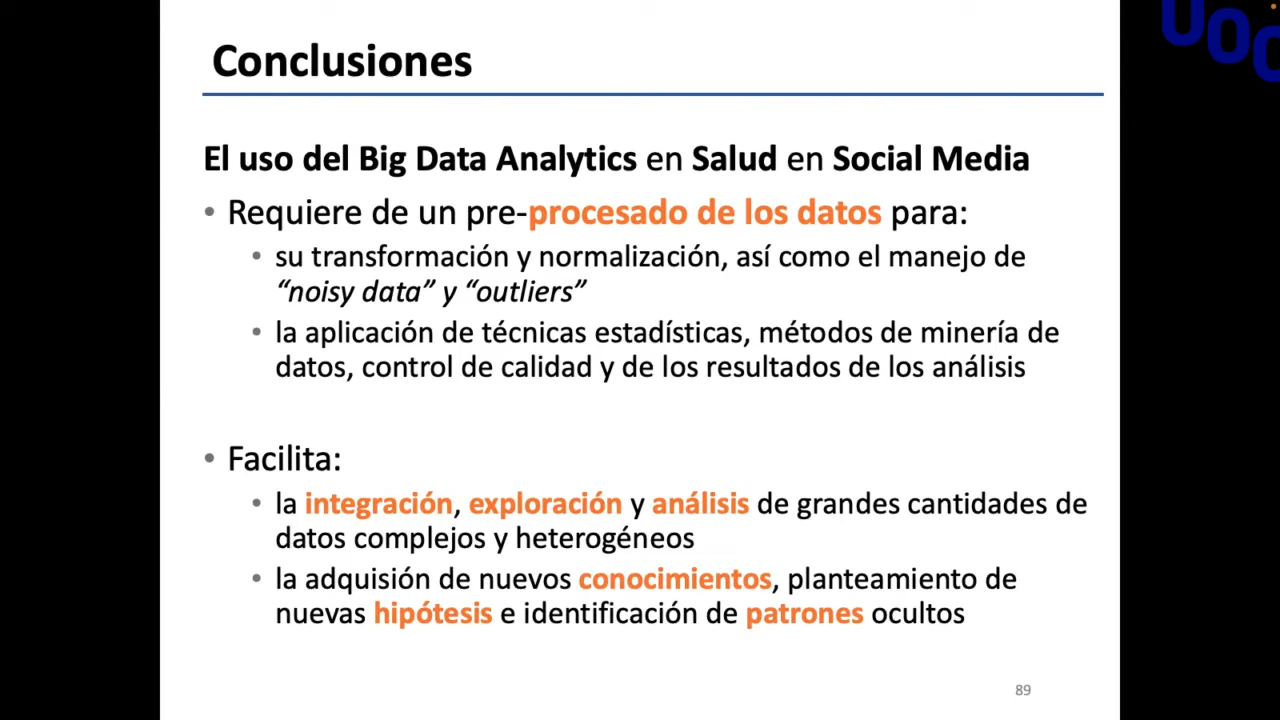 UOC
Conclusiones
El uso del Big Data Analytics en Salud en Social Media
• Requiere de un pre-procesado de los datos para:
• su transformación y normalización, así como el manejo de
“noisy data” y “outliers”
• la aplicación de técnicas estadísticas, métodos de minería de
datos, control de calidad y de los resultados de los análisis
• Facilita:
• la integración, exploración y análisis de grandes cantidades de
datos complejos y heterogéneos
• la adquisión de nuevos conocimientos, planteamiento de
nuevas hipótesis e identificación de patrones ocultos
89